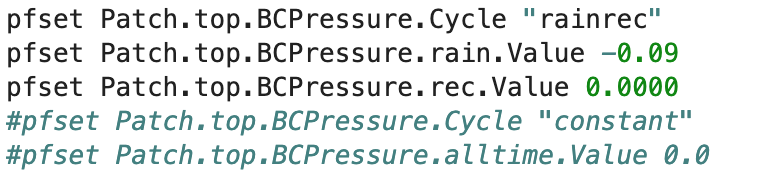 pfset Patch.top.BCPressure.Cycle "rainrec"
pfset Patch.top.BCPressure.rain.Value -0.09
pfset Patch.top.BCPressure.rec.Value 0.0000
#pfset Patch.top.BCPressure.Cycle "constant"
#pfset Patch.top.BCPressure.alltime.Value 0.0